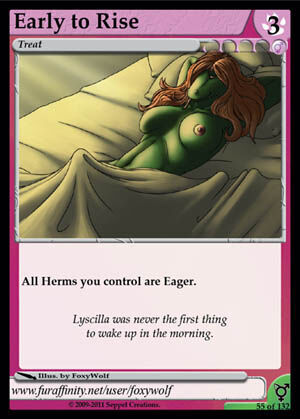 Early to Rise 3
Treat
All Herms you control are Eager.
Lyscilla was never the first thing
to wake up in the morning.
Illus. by FoxyWolf
www.furaffinity.net/user/foxywolf
© 2009-2011 Seppel Creations.
55 of 132